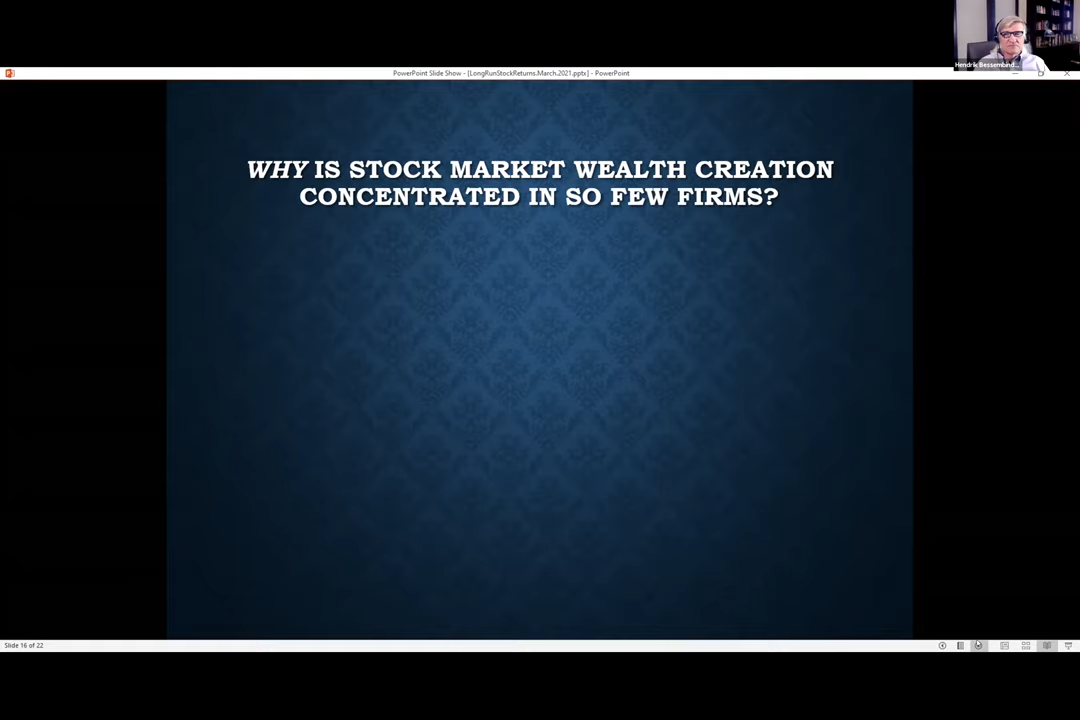 Hendrik Bessembind...
PowerPoint Slide Show - [LongRunStockReturns.March.2021.pptx] - PowerPoint
WHY IS STOCK MARKET WEALTH CREATION
CONCENTRATED IN SO FEW FIRMS?
Slide 16 of 22